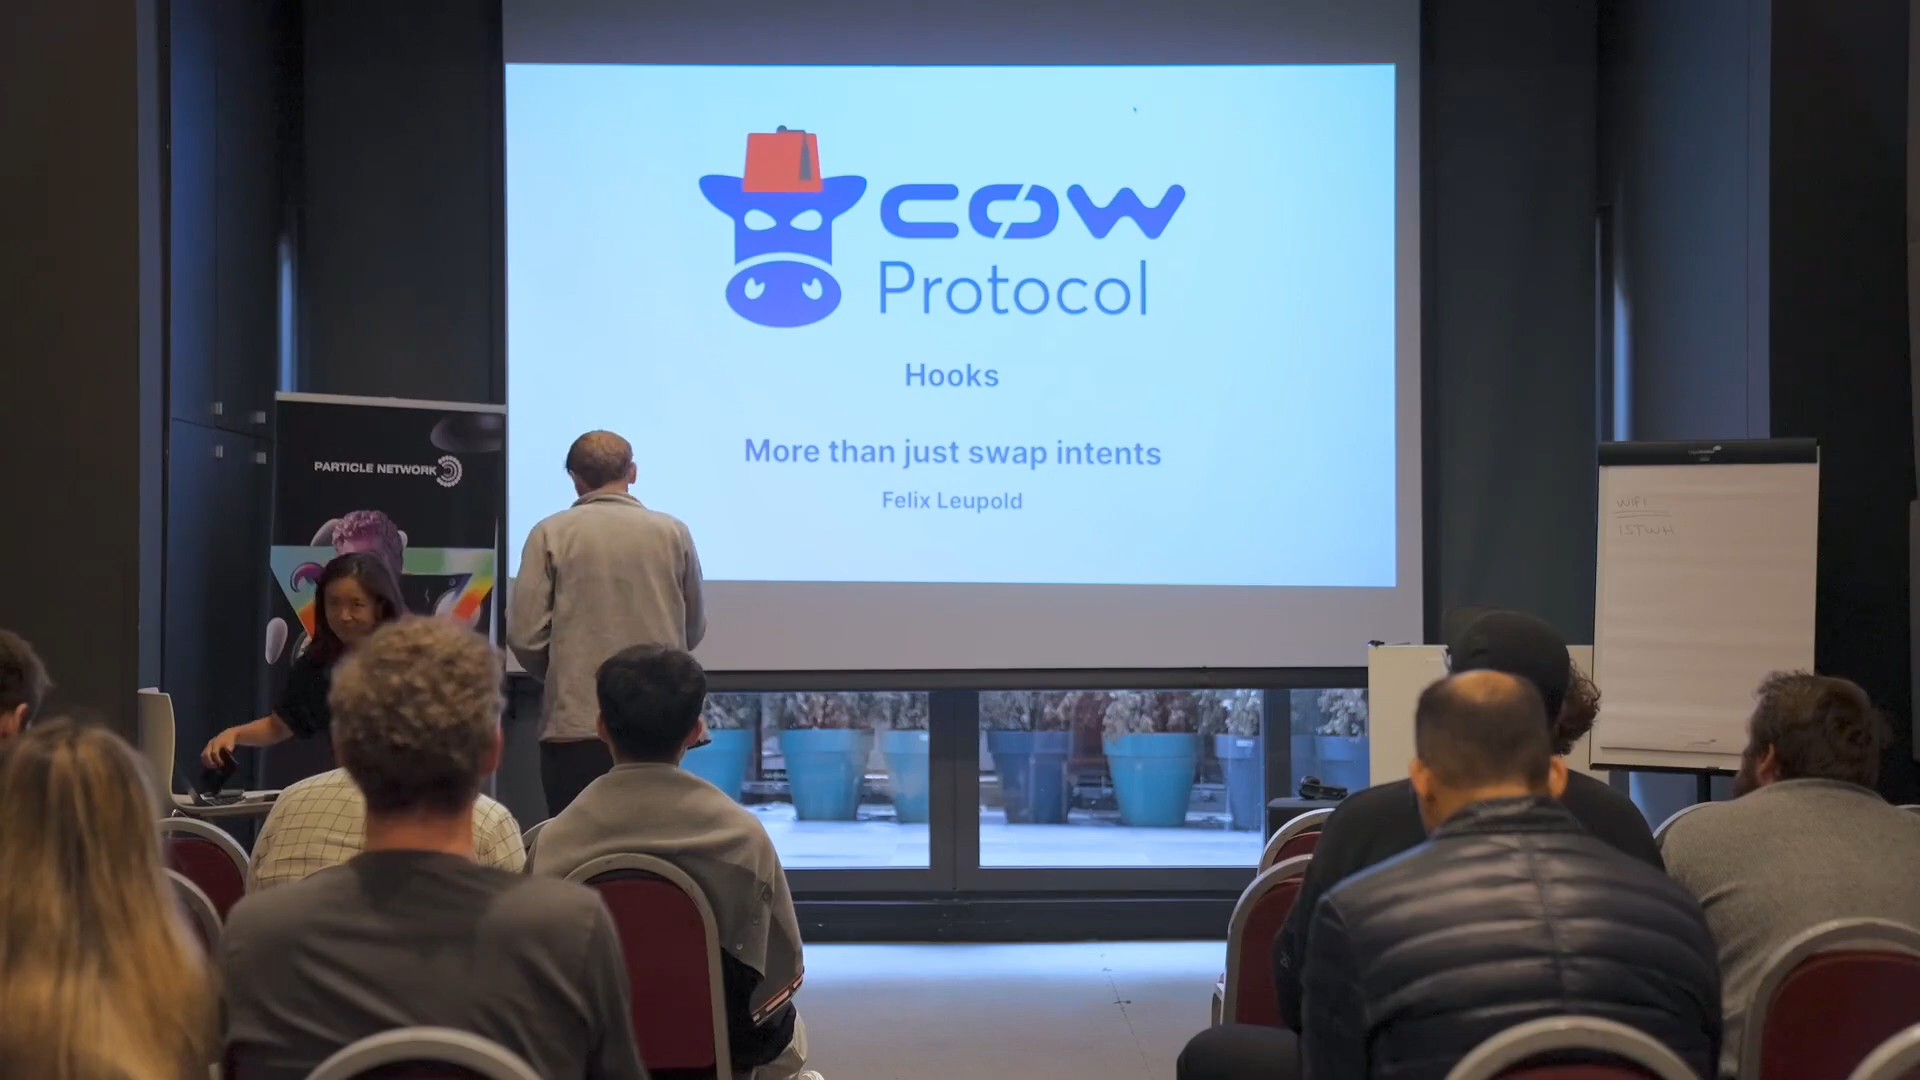 COW
Protocol
Hooks
More than just swap intents
Felix Leupold
PARTICLE NETWORK
WIFI